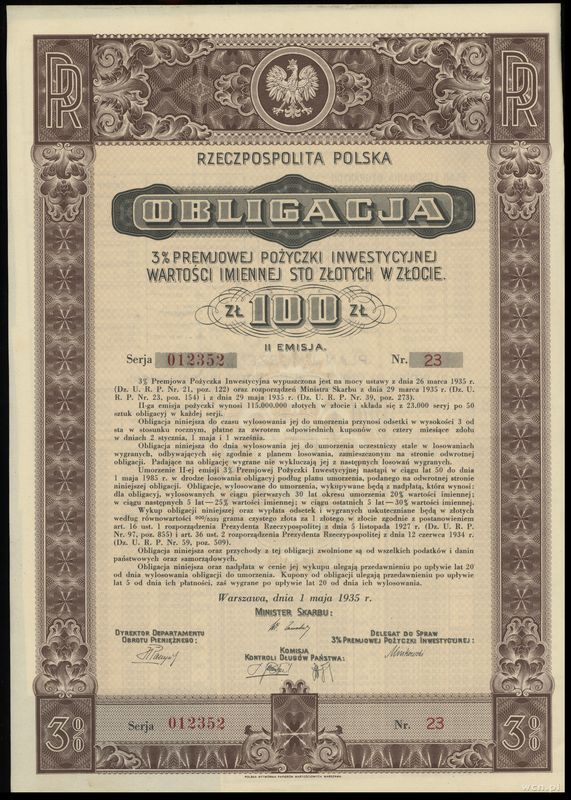 RP RP
RZECZPOSPOLITA POLSKA
OBLIGACJA
3% PREMJOWEJ POŻYCZKI INWESTYCYJNEJ
WARTOŚCI IMIENNEJ STO ZŁOTYCH W ZŁOCIE.
ZŁ 100 ZŁ
II EMISJA.
Serja 012352 Nr. 23
3% Premjowa Pożyczka Inwestycyjna wypuszczona jest na mocy ustawy z dnia 26 marca 1935 r.
(Dz. U. R. P. Nr. 21, poz. 122) oraz rozporządzeń Ministra Skarbu z dnia 29 marca 1935 r. (Dz. U.
R. P. Nr. 23, poz. 154) i z dnia 29 maja 1935 r. (Dz. U. R. P. Nr. 39, poz. 273).
II-ga emisja pożyczki wynosi 115.000.000 złotych w złocie i składa się z 23.000 seryj po 50
sztuk obligacyj w każdej serji.
Obligacja niniejsza do czasu wylosowania jej do umorzenia przynosi odsetki w wysokości 3 od
sta w stosunku rocznym, płatne za zwrotem odpowiednich kuponów co cztery miesiące zdołu
w dniach 2 stycznia, 1 maja i 1 września.
Obligacja niniejsza do dnia wylosowania jej do umorzenia uczestniczy stale w losowaniach
wygranych, odbywających się zgodnie z planem losowania, zamieszczonym na stronie odwrotnej
obligacji. Padające na obligację wygrane nie wykluczają jej z następnych losowań wygranych.
Umorzenie II-ej emisji 3% Premjowej Pożyczki Inwestycyjnej nastąpi w ciągu lat 50 do dnia
1 maja 1985 r. w drodze losowania obligacyj podług planu umorzenia, podanego na odwrotnej stronie
niniejszej obligacji. Obligacje, wylosowane do umorzenia, wykupywane będą z nadpłatą, która wynosi:
dla obligacyj, wylosowanych w ciągu pierwszych 30 lat okresu umorzenia 20% wartości imiennej;
w ciągu następnych 5 lat—25% wartości imiennej; w ciągu ostatnich 5 lat—30% wartości imiennej.
Wykup obligacji niniejszej oraz wypłata odsetek i wygranych uskuteczniane będą w złotych
według równowartości 900/5332 grama czystego złota za 1 złotego w złocie zgodnie z postanowieniem
art. 16 ust. 1 rozporządzenia Prezydenta Rzeczypospolitej z dnia 5 listopada 1927 r. (Dz. U. R. P.
Nr. 97, poz. 855) i art. 36 ust. 2 rozporządzenia Prezydenta Rzeczypospolitej z dnia 12 czerwca 1934 r.
(Dz. U. R. P. Nr. 59, poz. 509).
Obligacja niniejsza oraz przychody z tej obligacji zwolnione są od wszelkich podatków i danin
państwowych oraz samorządowych.
Obligacja niniejsza oraz nadpłata w cenie jej wykupu ulegają przedawnieniu po upływie lat 20
od dnia wylosowania obligacji do umorzenia. Kupony od obligacji ulegają przedawnieniu po upływie
lat 5 od dnia ich płatności, zaś wygrane po upływie lat 20 od dnia ich wylosowania.
Warszawa, dnia 1 maja 1935 r.
MINISTER SKARBU:
DYREKTOR DEPARTAMENTU
OBROTU PIENIĘŻNEGO:
KOMISJA
KONTROLI DŁUGÓW PAŃSTWA:
DELEGAT DO SPRAW
3% PREMJOWEJ POŻYCZKI INWESTYCYJNEJ:
3% Serja 012352 Nr. 23 3%
POLSKA WYTWÓRNIA PAPIERÓW WARTOŚCIOWYCH WARSZAWA
wcn.pl